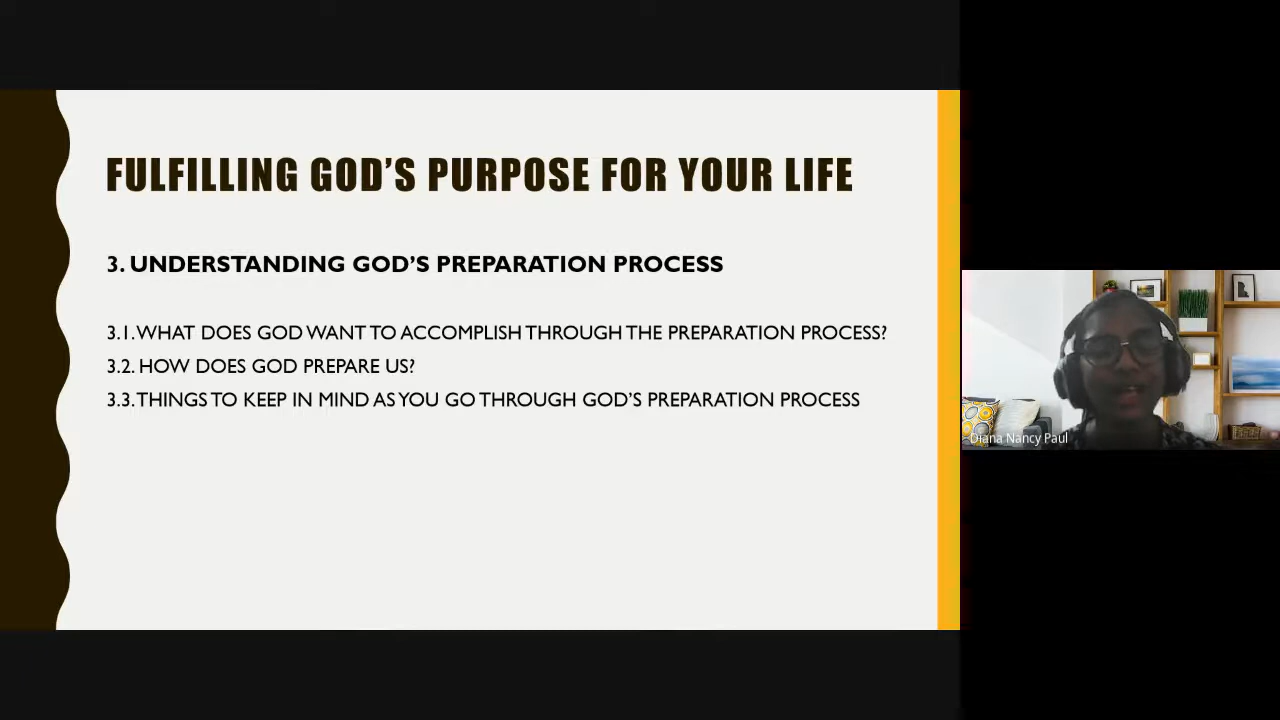 FULFILLING GOD’S PURPOSE FOR YOUR LIFE
3. UNDERSTANDING GOD’S PREPARATION PROCESS
3.1. WHAT DOES GOD WANT TO ACCOMPLISH THROUGH THE PREPARATION PROCESS?
3.2. HOW DOES GOD PREPARE US?
3.3. THINGS TO KEEP IN MIND AS YOU GO THROUGH GOD’S PREPARATION PROCESS
Diana Nancy Paul